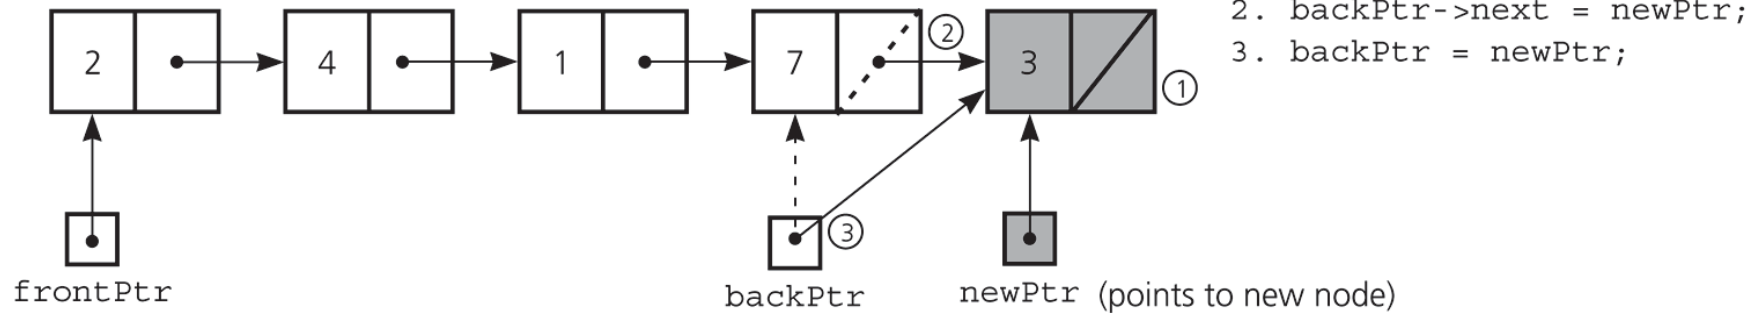 2. backPtr->next = newPtr;
3. backPtr = newPtr;
2 4 1 7 2 3
1
3
frontPtr backPtr newPtr (points to new node)